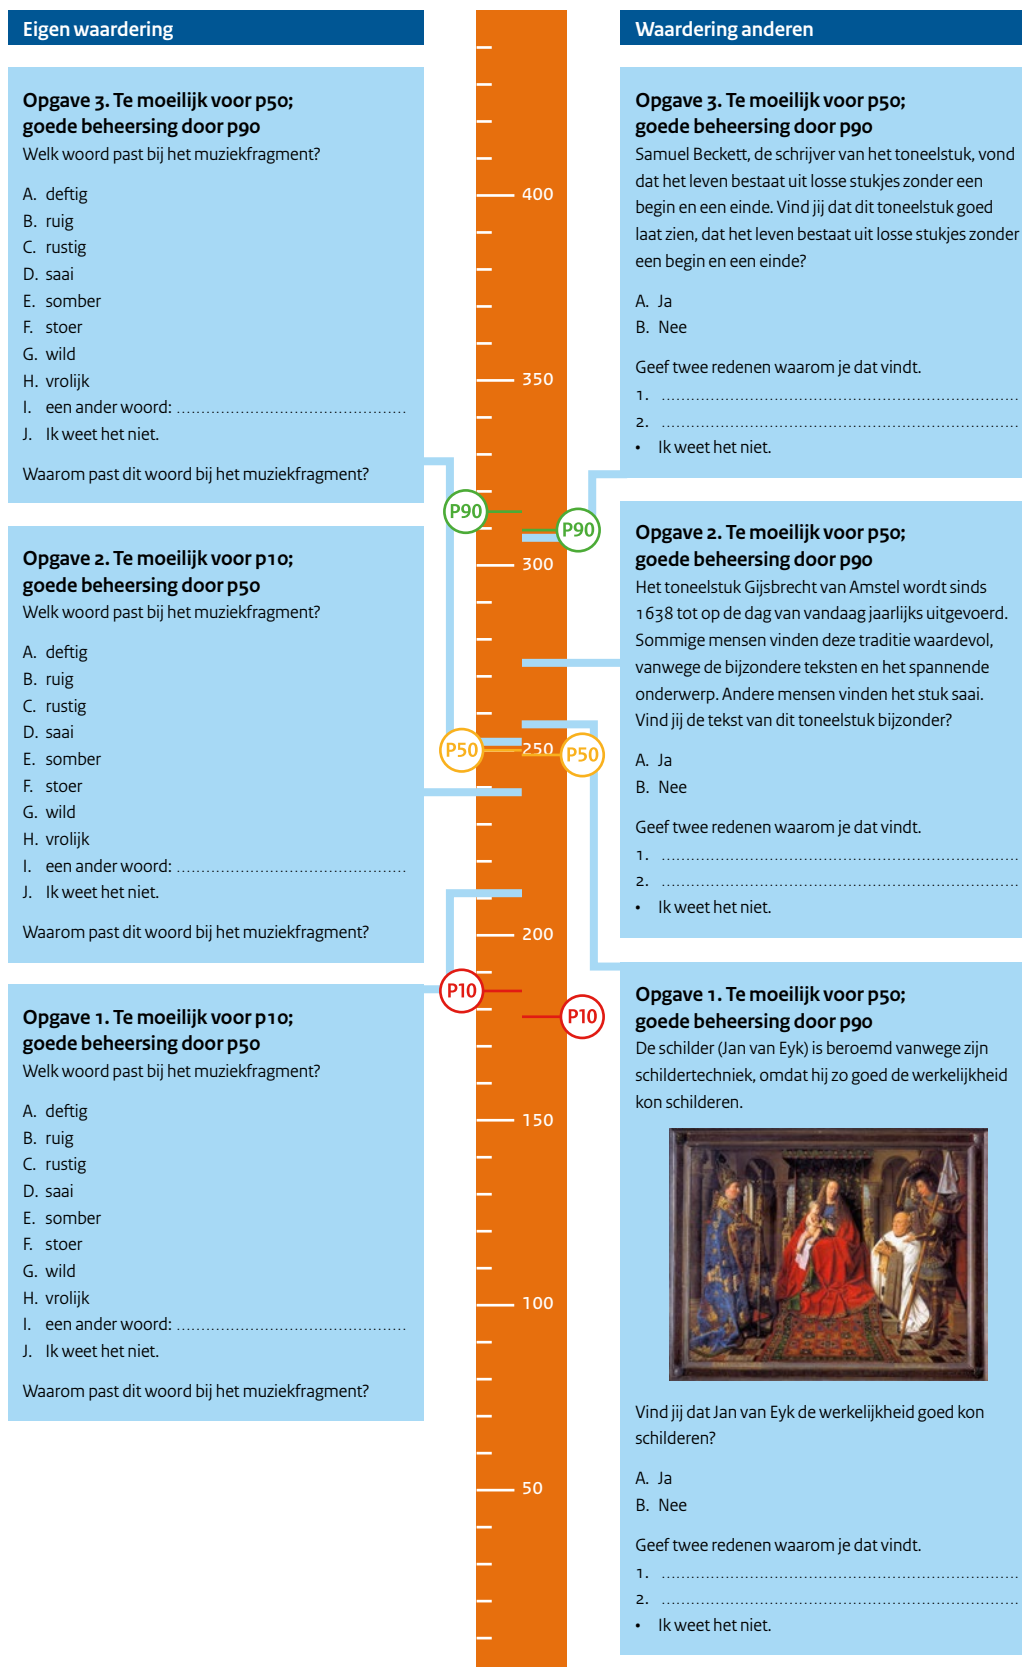 Eigen waardering
Opgave 3. Te moeilijk voor p50;
goede beheersing door p90
Welk woord past bij het muziekfragment?
A. deftig
B. ruig
C. rustig
D. saai
E. somber
F. stoer
G. wild
H. vrolijk
I. een ander woord: ...............................................
J. Ik weet het niet.
Waarom past dit woord bij het muziekfragment?
Opgave 2. Te moeilijk voor p10;
goede beheersing door p50
Welk woord past bij het muziekfragment?
A. deftig
B. ruig
C. rustig
D. saai
E. somber
F. stoer
G. wild
H. vrolijk
I. een ander woord: ...............................................
J. Ik weet het niet.
Waarom past dit woord bij het muziekfragment?
Opgave 1. Te moeilijk voor p10;
goede beheersing door p50
Welk woord past bij het muziekfragment?
A. deftig
B. ruig
C. rustig
D. saai
E. somber
F. stoer
G. wild
H. vrolijk
I. een ander woord: ...............................................
J. Ik weet het niet.
Waarom past dit woord bij het muziekfragment?
400
350
P90
P90
300
P50
250
P50
200
P10
P10
150
100
50
Waardering anderen
Opgave 3. Te moeilijk voor p50;
goede beheersing door p90
Samuel Beckett, de schrijver van het toneelstuk, vond
dat het leven bestaat uit losse stukjes zonder een
begin en een einde. Vind jij dat dit toneelstuk goed
laat zien, dat het leven bestaat uit losse stukjes zonder
een begin en een einde?
A. Ja
B. Nee
Geef twee redenen waarom je dat vindt.
1. .........................................................................
2. .........................................................................
• Ik weet het niet.
Opgave 2. Te moeilijk voor p50;
goede beheersing door p90
Het toneelstuk Gijsbrecht van Amstel wordt sinds
1638 tot op de dag van vandaag jaarlijks uitgevoerd.
Sommige mensen vinden deze traditie waardevol,
vanwege de bijzondere teksten en het spannende
onderwerp. Andere mensen vinden het stuk saai.
Vind jij de tekst van dit toneelstuk bijzonder?
A. Ja
B. Nee
Geef twee redenen waarom je dat vindt.
1. .........................................................................
2. .........................................................................
• Ik weet het niet.
Opgave 1. Te moeilijk voor p50;
goede beheersing door p90
De schilder (Jan van Eyk) is beroemd vanwege zijn
schildertechniek, omdat hij zo goed de werkelijkheid
kon schilderen.
Vind jij dat Jan van Eyk de werkelijkheid goed kon
schilderen?
A. Ja
B. Nee
Geef twee redenen waarom je dat vindt.
1. .........................................................................
2. .........................................................................
• Ik weet het niet.